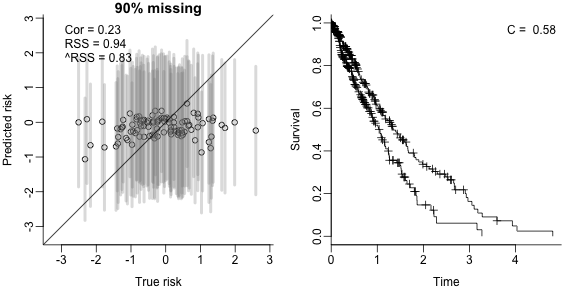 90% missing
Cor = 0.23
RSS = 0.94
^RSS = 0.83
Predicted risk
3
2
1
0
-1
-2
-3
-3 -2 -1 0 1 2 3
True risk
C = 0.58
Survival
1.0
0.8
0.6
0.4
0.2
0.0
0 1 2 3 4
Time